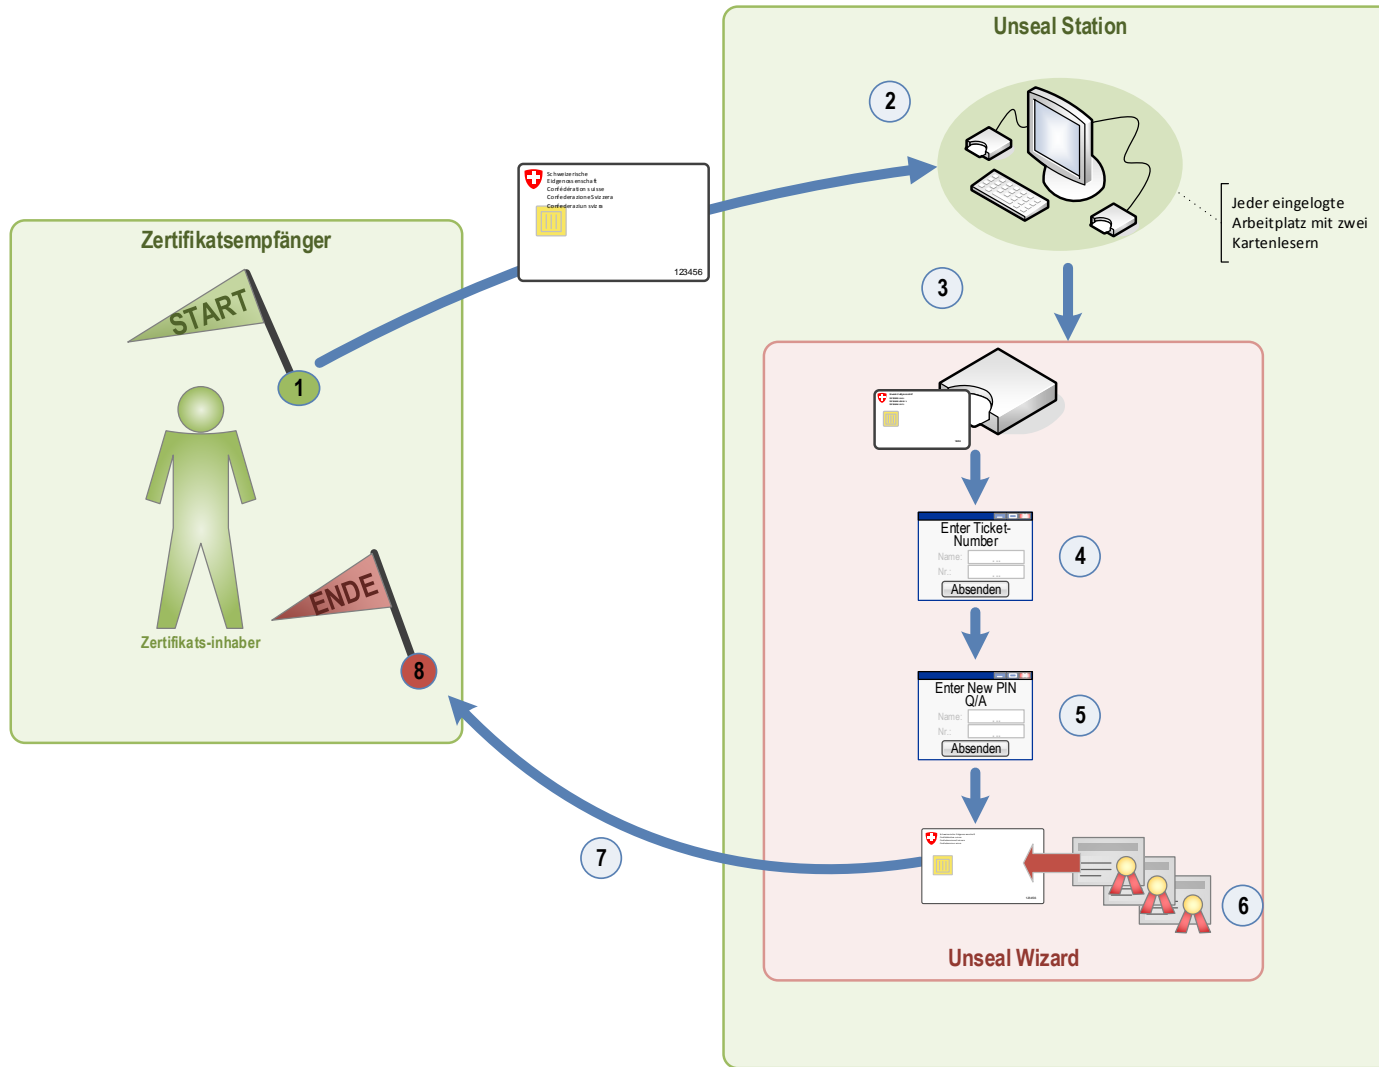 Unseal Station
2
Schweizerische
Eidgenossenschaft
Confédération suisse
Confederazione Svizzera
Confederaziun svizra
123456
Jeder eingelogte
Arbeitplatz mit zwei
Kartenlesern
Zertifikatsempfänger
START
1
3
Enter Ticket-
Number
Name:
Nr.:
Absenden
4
ENDE
8
Zertifikats-inhaber
Enter New PIN
Q/A
Name:
Nr.:
Absenden
5
7
6
Unseal Wizard